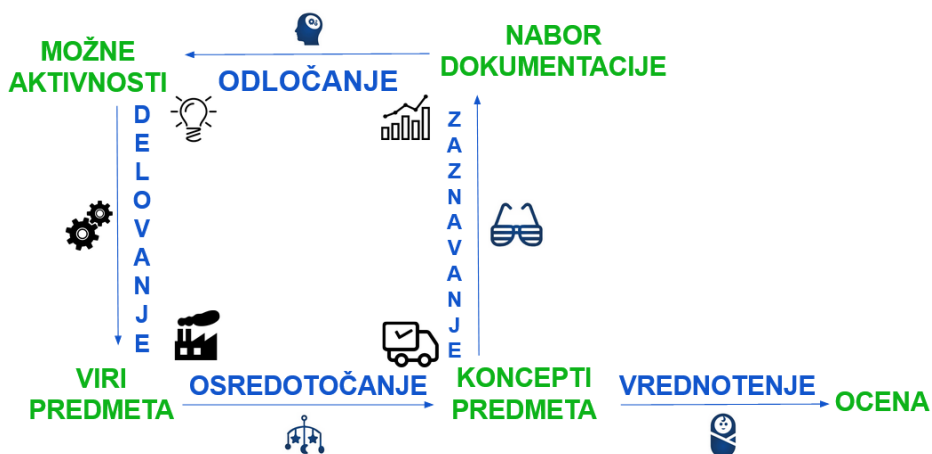 NABOR
DOKUMENTACIJE
MOŽNE
AKTIVNOSTI
ODLOČANJE
DELOVANJE
ZAZNAVANJE
VIRI
PREDMETA
OSREDOTOČANJE
KONCEPTI
PREDMETA
VREDNOTENJE
OCENA